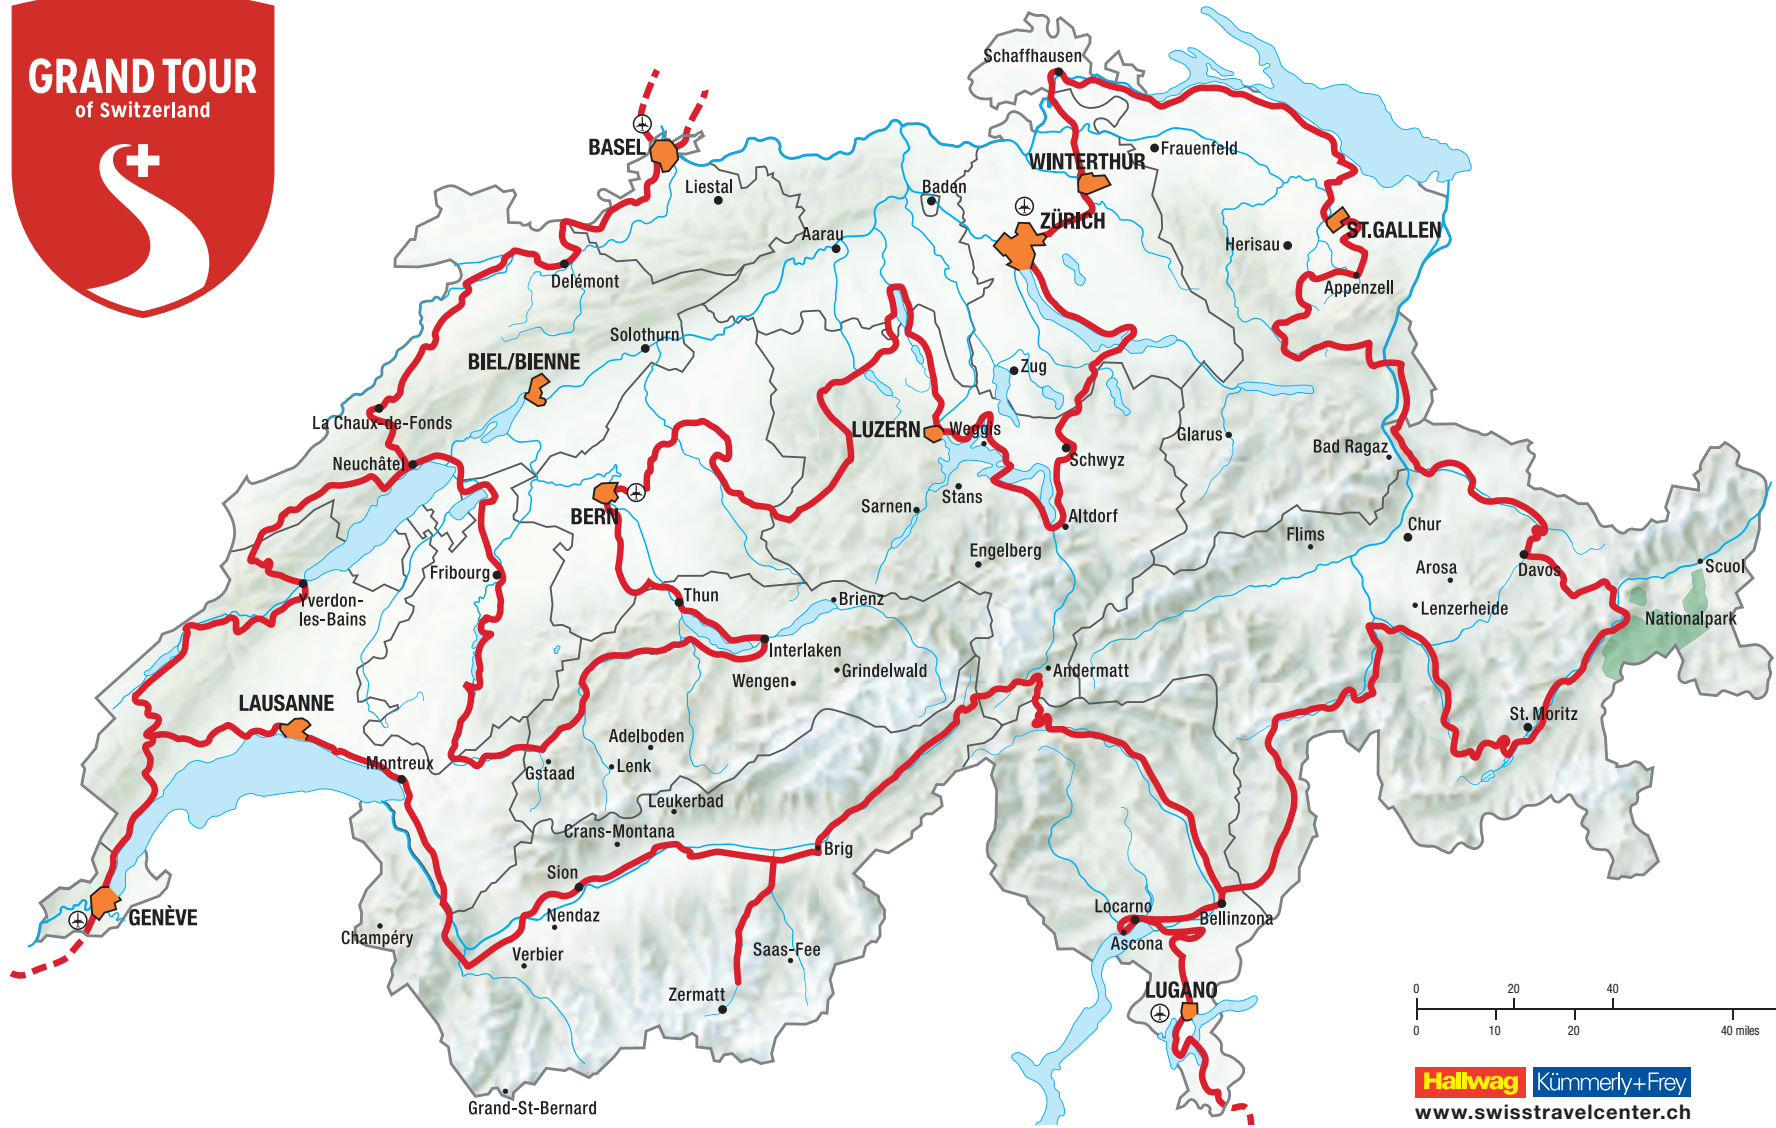 GRAND TOUR
of Switzerland
Schaffhausen
BASEL
Frauenfeld
WINTERTHUR
Liestal
Baden
ZÜRICH
ST.GALLEN
Aarau
Herisau
Delémont
Appenzell
Solothurn
BIEL/BIENNE
Zug
La Chaux-de-Fonds
LUZERN
Weggis
Glarus
Bad Ragaz
Neuchâtel
Schwyz
Stans
Sarnen
BERN
Altdorf
Chur
Flims
Engelberg
Fribourg
Arosa
Davos
Scuol
Yverdon-
les-Bains
Thun
Brienz
Lenzerheide
Nationalpark
Interlaken
Wengen
Grindelwald
Andermatt
LAUSANNE
St. Moritz
Adelboden
Montreux
Gstaad
Lenk
Leukerbad
Crans-Montana
Brig
Sion
Nendaz
Locarno
Bellinzona
GENÈVE
Champéry
Verbier
Saas-Fee
Ascona
Zermatt
LUGANO
0 20 40
0 10 20 40 miles
Hallwag Kümmerly+Frey
Grand-St-Bernard
www.swisstravelcenter.ch